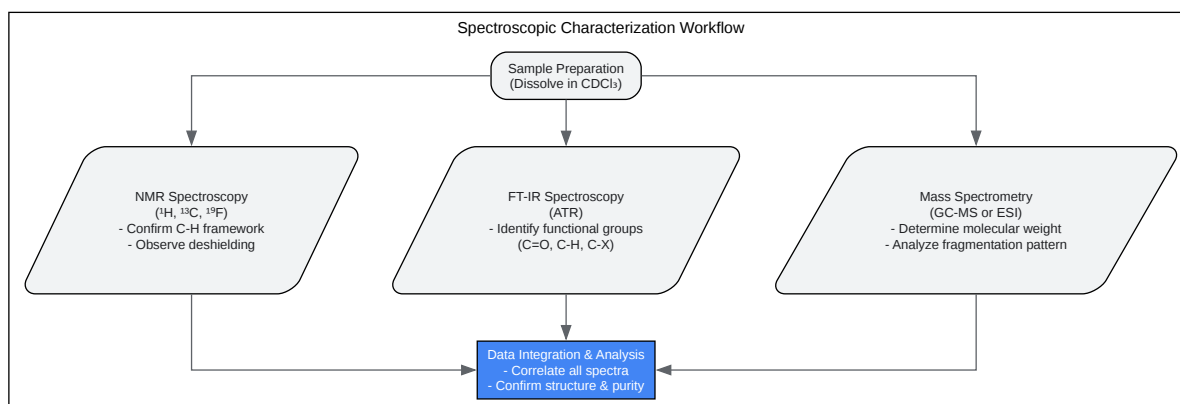 Spectroscopic Characterization Workflow
Sample Preparation
(Dissolve in CDCl₃)
NMR Spectroscopy
(¹H, ¹³C, ¹⁹F)
- Confirm C-H framework
- Observe deshielding
FT-IR Spectroscopy
(ATR)
- Identify functional groups
(C=O, C-H, C-X)
Mass Spectrometry
(GC-MS or ESI)
- Determine molecular weight
- Analyze fragmentation pattern
Data Integration & Analysis
- Correlate all spectra
- Confirm structure & purity